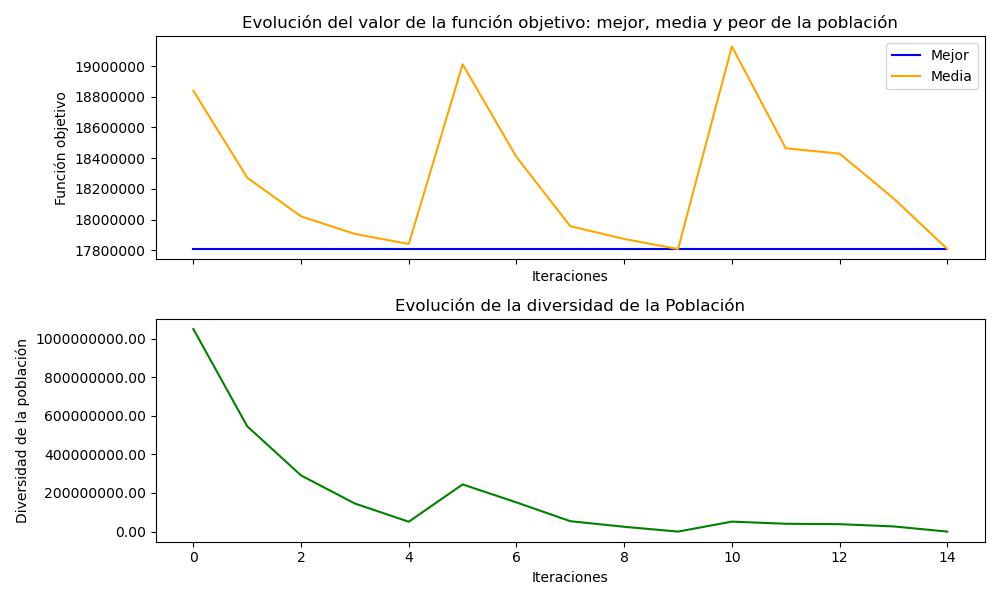 Evolución del valor de la función objetivo: mejor, media y peor de la población
Función objetivo
19000000
18800000
18600000
18400000
18200000
18000000
17800000
Mejor
Media
Iteraciones
Evolución de la diversidad de la Población
Diversidad de la población
1000000000.00
800000000.00
600000000.00
400000000.00
200000000.00
0.00
0 2 4 6 8 10 12 14
Iteraciones